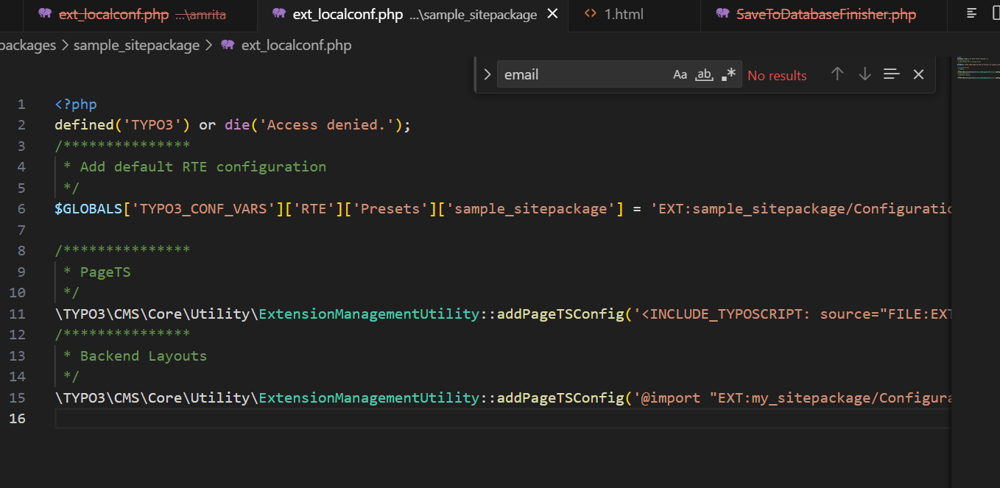 ext_localconf.php ...\amrita
ext_localconf.php ...\sample_sitepackage
1.html
SaveToDatabaseFinisher.php
packages > sample_sitepackage > ext_localconf.php
email Aa ab .* No results
1 <?php
2 defined('TYPO3') or die('Access denied.');
3 /***************
4 * Add default RTE configuration
5 */
6 $GLOBALS['TYPO3_CONF_VARS']['RTE']['Presets']['sample_sitepackage'] = 'EXT:sample_sitepackage/Configuratio
7
8 /***************
9 * PageTS
10 */
11 \TYPO3\CMS\Core\Utility\ExtensionManagementUtility::addPageTSConfig('<INCLUDE_TYPOSCRIPT: source="FILE:EXT
12 /***************
13 * Backend Layouts
14 */
15 \TYPO3\CMS\Core\Utility\ExtensionManagementUtility::addPageTSConfig('@import "EXT:my_sitepackage/Configura
16